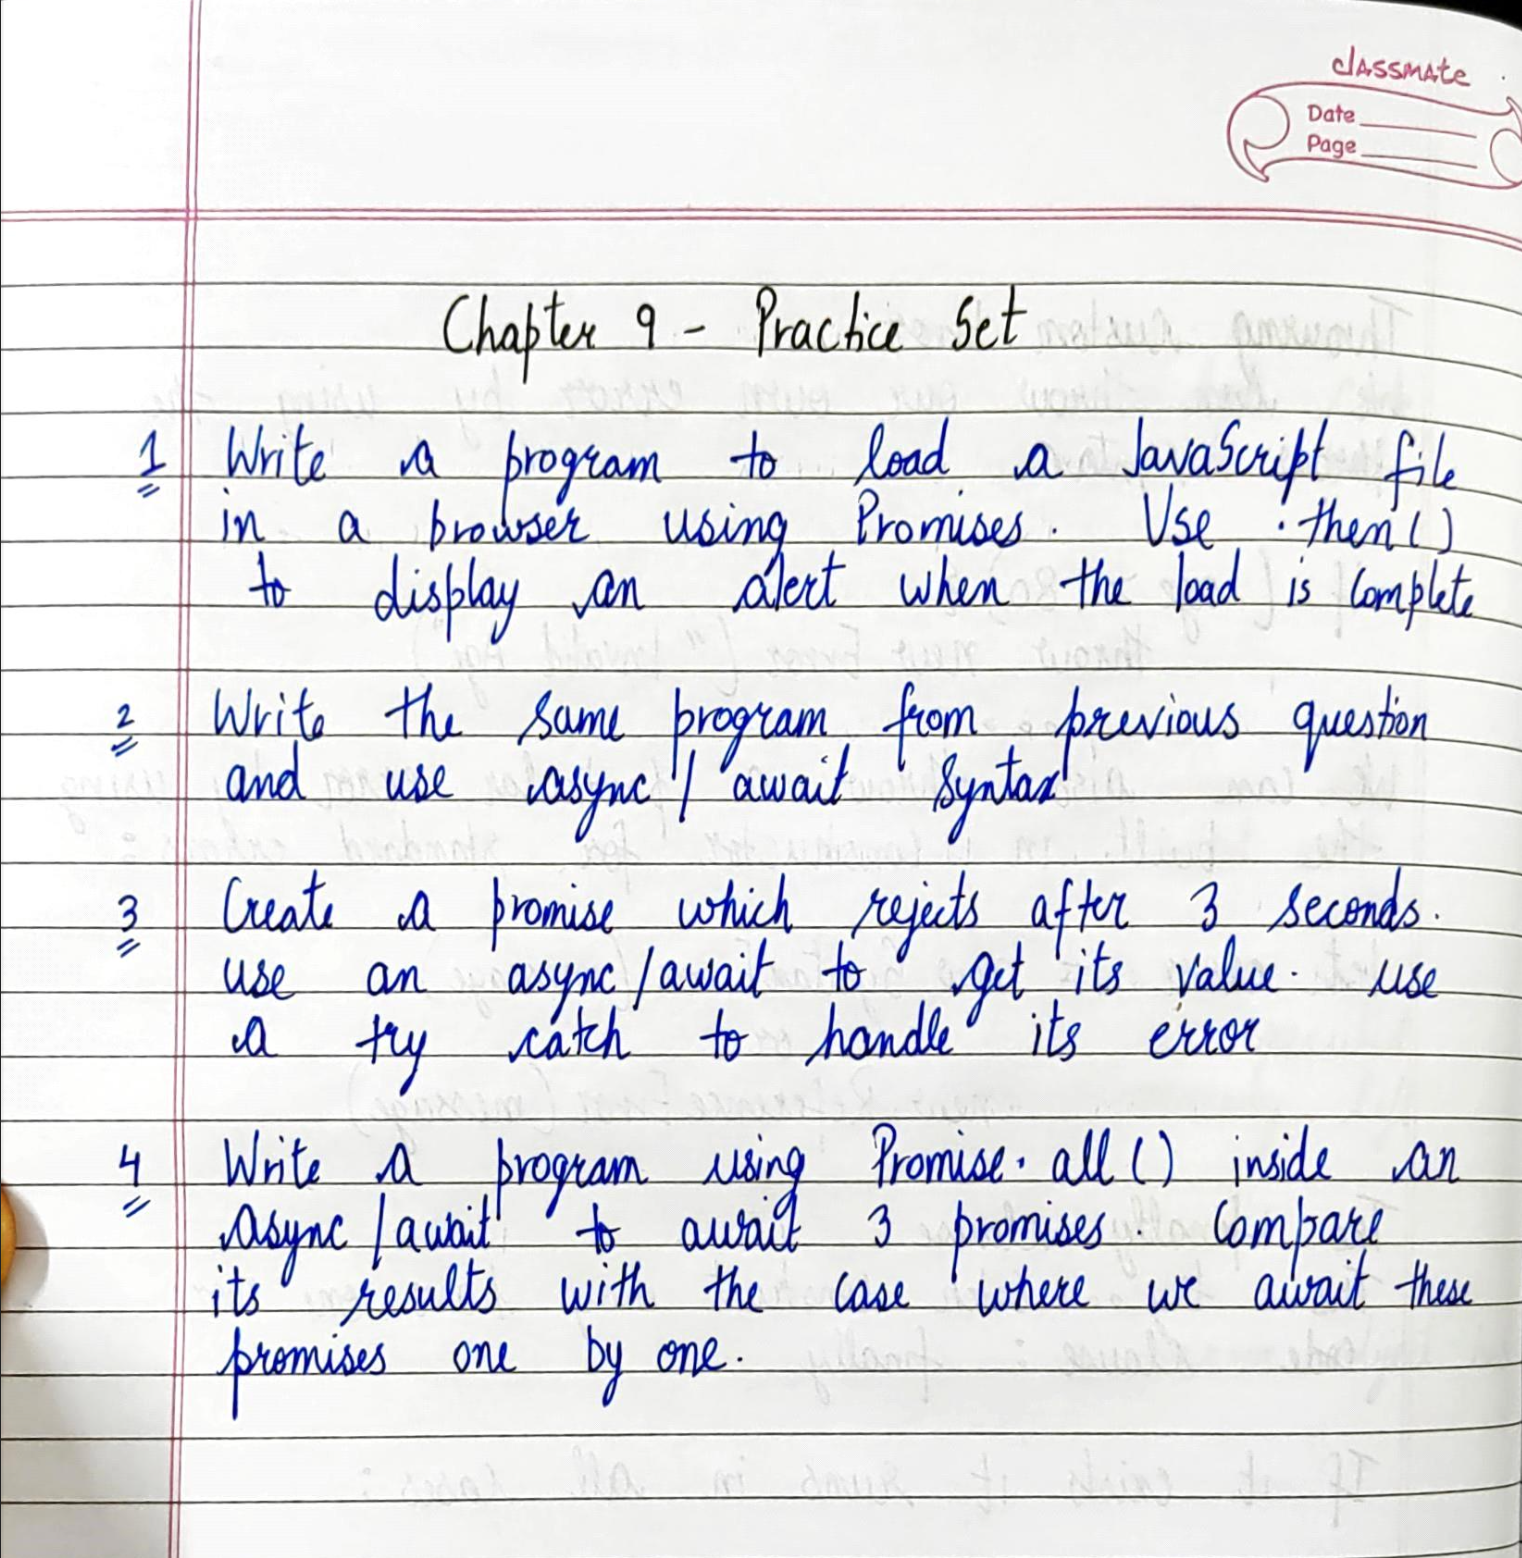 classmate
Date
Page
Chapter 9 - Practice Set
1 Write a program to load a JavaScript file
in a browser using Promises. Use .then()
to display an alert when the load is complete
2 Write the same program from previous question
and use async / await syntax
3 Create a promise which rejects after 3 seconds.
use an async / await to get its value. use
a try catch to handle its error
4 Write a program using Promise.all() inside an
async / await to await 3 promises. Compare
its results with the case where we await these
promises one by one.